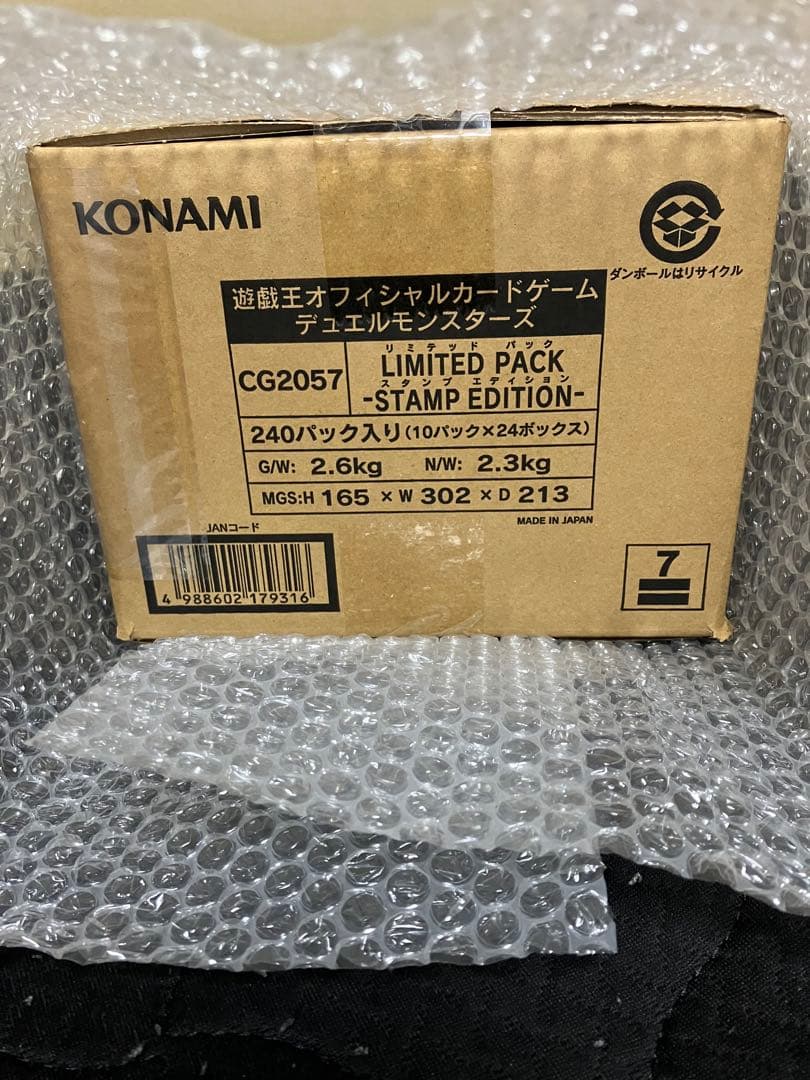 KONAMI
ダンボールはリサイクル
遊戯王オフィシャルカードゲーム
デュエルモンスターズ
CG2057
リミテッド パック
LIMITED PACK
スタンプ エディション
-STAMP EDITION-
240パック入り(10パック×24ボックス)
G/W: 2.6kg N/W: 2.3kg
MGS:H 165 × W 302 × D 213
JANコード
MADE IN JAPAN
4 988602 179316
7